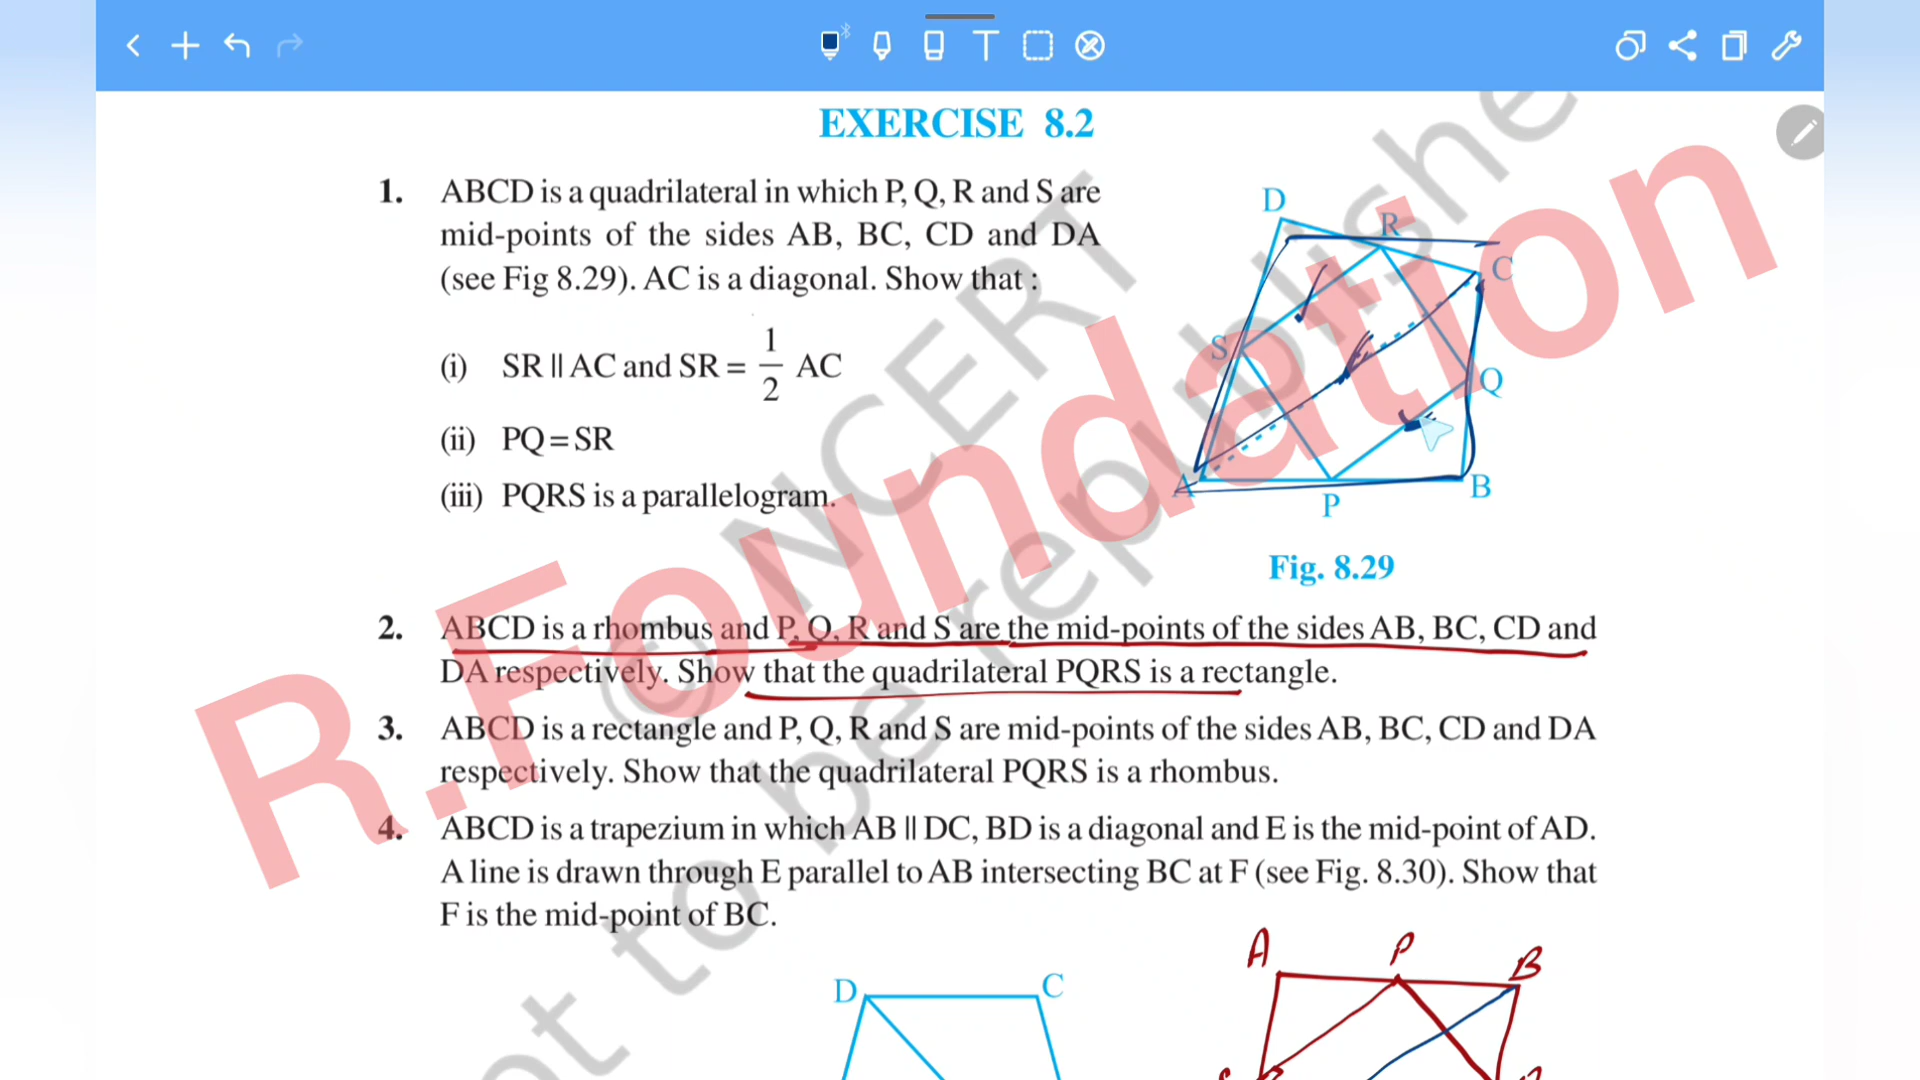 EXERCISE 8.2
1. ABCD is a quadrilateral in which P, Q, R and S are
mid-points of the sides AB, BC, CD and DA
(see Fig 8.29). AC is a diagonal. Show that :
(i) SR || AC and SR = 1/2 AC
(ii) PQ = SR
(iii) PQRS is a parallelogram.
D
R
C
S
Q
A
B
P
Fig. 8.29
2. ABCD is a rhombus and P, Q, R and S are the mid-points of the sides AB, BC, CD and
DA respectively. Show that the quadrilateral PQRS is a rectangle.
3. ABCD is a rectangle and P, Q, R and S are mid-points of the sides AB, BC, CD and DA
respectively. Show that the quadrilateral PQRS is a rhombus.
4. ABCD is a trapezium in which AB || DC, BD is a diagonal and E is the mid-point of AD.
A line is drawn through E parallel to AB intersecting BC at F (see Fig. 8.30). Show that
F is the mid-point of BC.
D C
A P B
R.Foundation
© NCERT
not to be republished